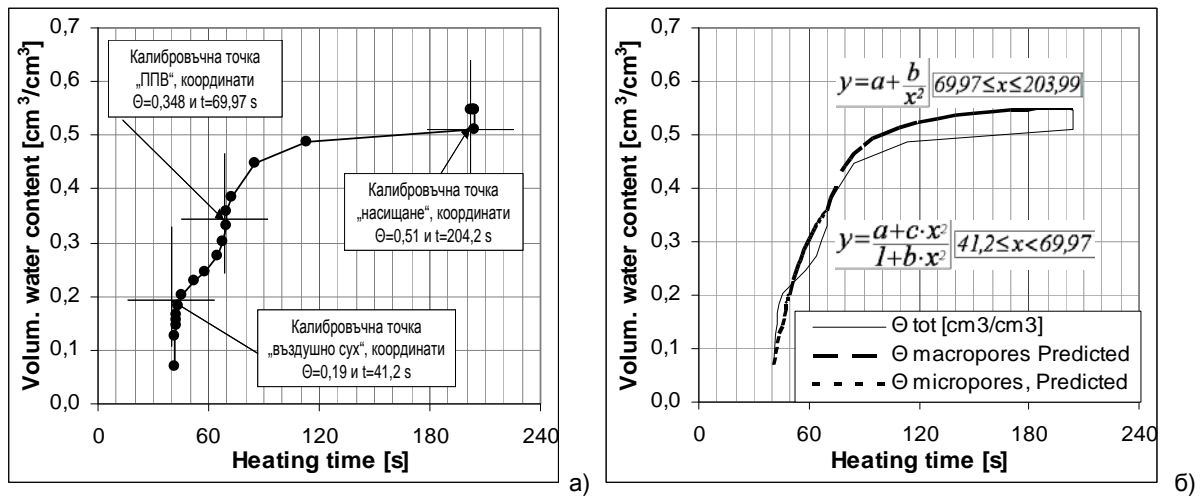 Volum. water content [cm³/cm³]
0,7
0,6
0,5
0,4
0,3
0,2
0,1
0,0
Калибровъчна точка
„ППВ“, координати
Θ=0,348 и t=69,97 s
Калибровъчна точка
„насищане“, координати
Θ=0,51 и t=204,2 s
Калибровъчна точка
„въздушно сух“, координати
Θ=0,19 и t=41,2 s
0 60 120 180 240
Heating time [s]
а)
Volum. water content [cm³/cm³]
0,7
0,6
0,5
0,4
0,3
0,2
0,1
0,0
y=a+b/x² 69,97≤x≤203,99
y=a+c·x²/1+b·x² 41,2≤x<69,97
Θ tot [cm3/cm3]
Θ macropores Predicted
Θ micropores, Predicted
0 60 120 180 240
Heating time [s]
б)